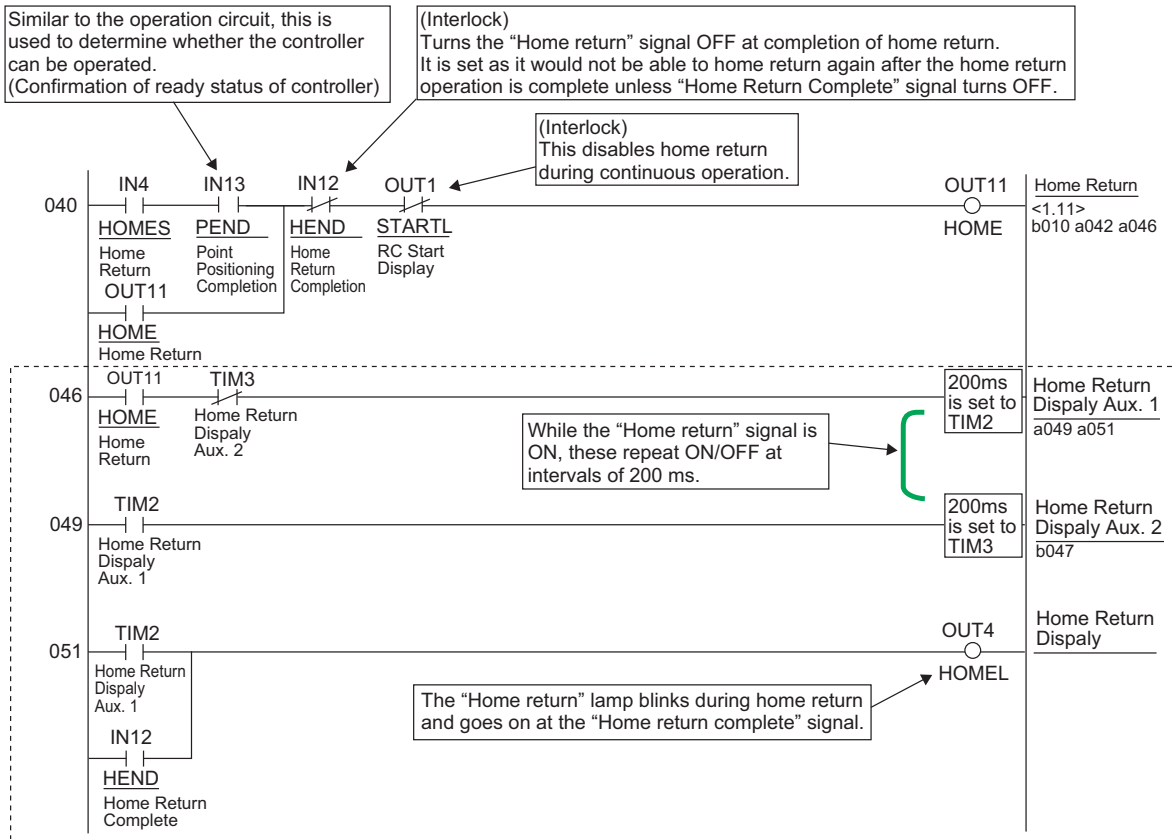 Similar to the operation circuit, this is
used to determine whether the controller
can be operated.
(Confirmation of ready status of controller)
(Interlock)
Turns the “Home return” signal OFF at completion of home return.
It is set as it would not be able to home return again after the home return
operation is complete unless “Home Return Complete” signal turns OFF.
(Interlock)
This disables home return
during continuous operation.
040
IN4
HOMES
Home
Return
IN13
PEND
Point
Positioning
Completion
IN12
HEND
Home
Return
Completion
OUT1
STARTL
RC Start
Display
OUT11
HOME
Home Return
<1.11>
b010 a042 a046
OUT11
HOME
Home Return
046
OUT11
HOME
Home
Return
TIM3
Home Return
Dispaly
Aux. 2
200ms
is set to
TIM2
Home Return
Dispaly Aux. 1
a049 a051
While the “Home return” signal is
ON, these repeat ON/OFF at
intervals of 200 ms.
049
TIM2
Home Return
Dispaly
Aux. 1
200ms
is set to
TIM3
Home Return
Dispaly Aux. 2
b047
051
TIM2
Home Return
Dispaly
Aux. 1
OUT4
HOMEL
Home Return
Dispaly
The “Home return” lamp blinks during home return
and goes on at the “Home return complete” signal.
IN12
HEND
Home Return
Complete